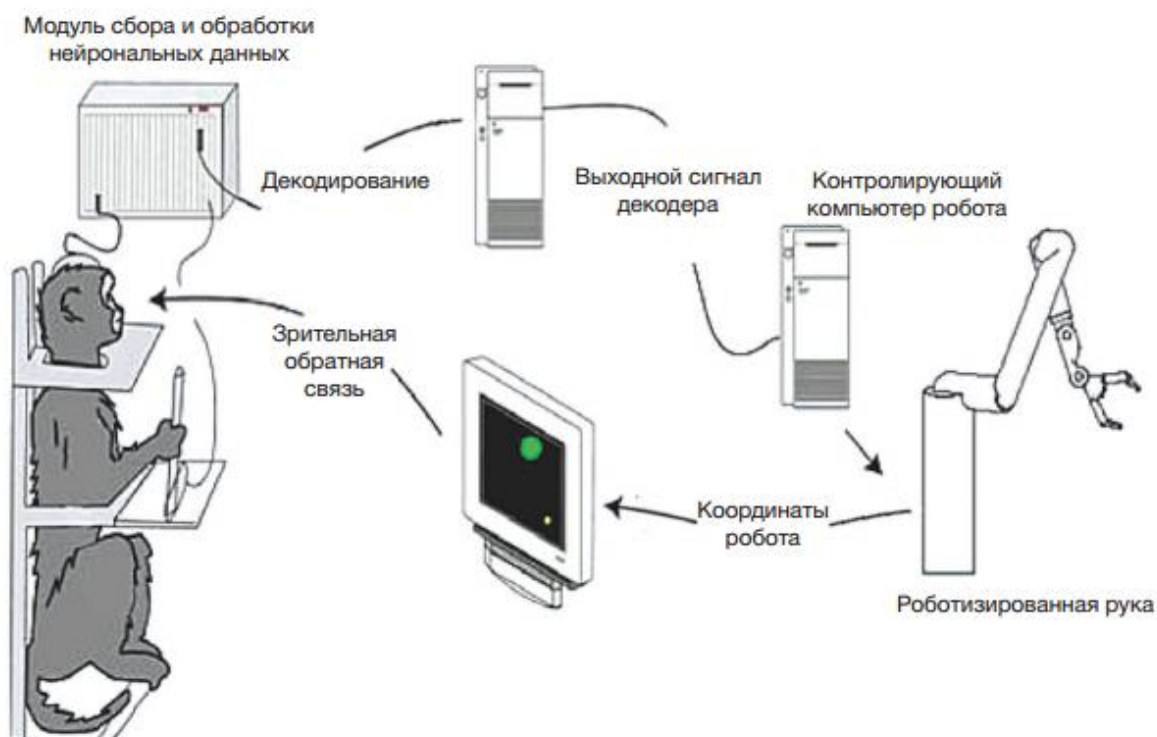 Модуль сбора и обработки
нейрональных данных
Декодирование
Выходной сигнал
декодера
Контролирующий
компьютер робота
Зрительная
обратная
связь
Координаты
робота
Роботизированная рука